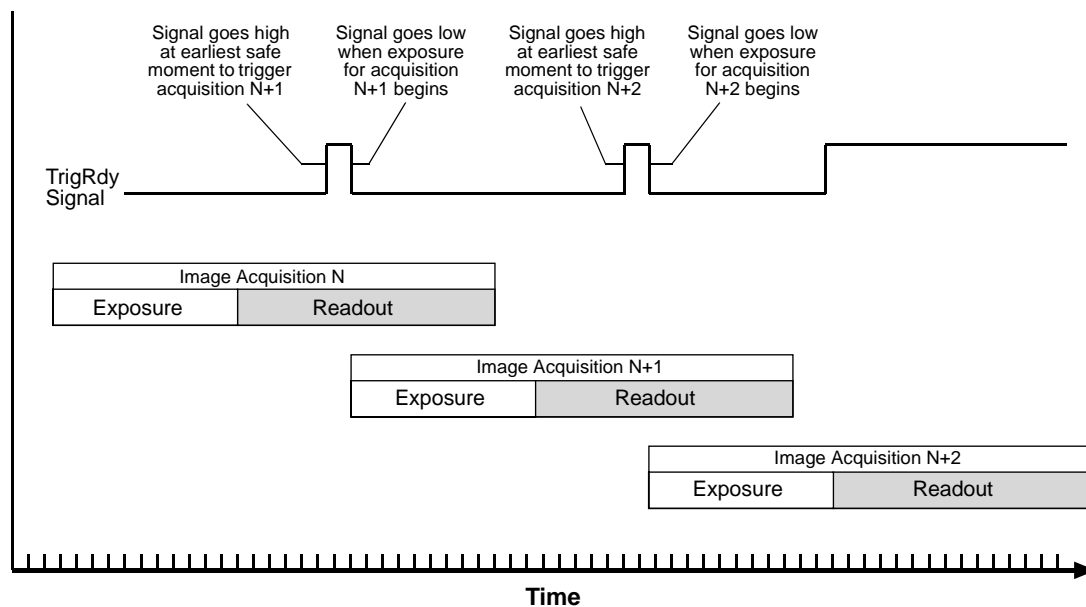 Signal goes high
at earliest safe
moment to trigger
acquisition N+1
Signal goes low
when exposure
for acquisition
N+1 begins
Signal goes high
at earliest safe
moment to trigger
acquisition N+2
Signal goes low
when exposure
for acquisition
N+2 begins
TrigRdy
Signal
Image Acquisition N
Exposure
Readout
Image Acquisition N+1
Exposure
Readout
Image Acquisition N+2
Exposure
Readout
Time